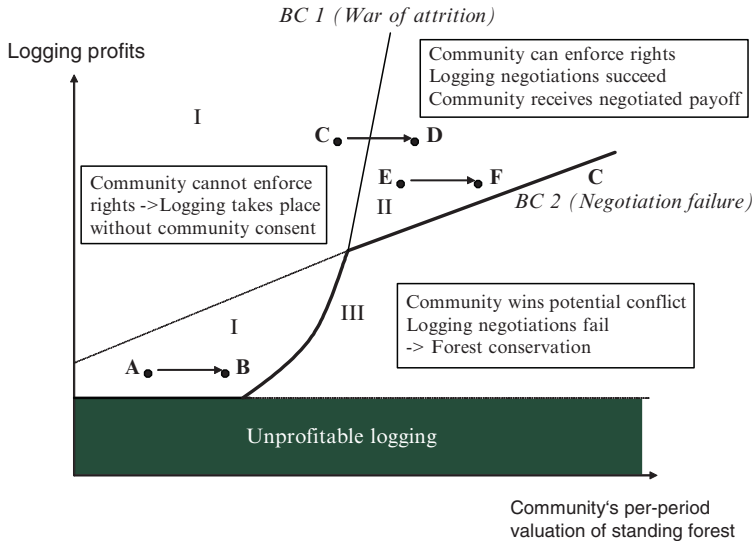 BC 1 (War of attrition)
Logging profits
Community can enforce rights
Logging negotiations succeed
Community receives negotiated payoff
I
C
D
E
F
C
Community cannot enforce
rights ->Logging takes place
without community consent
II
BC 2 (Negotiation failure)
Community wins potential conflict
Logging negotiations fail
-> Forest conservation
III
I
A
B
Unprofitable logging
Community's per-period
valuation of standing forest